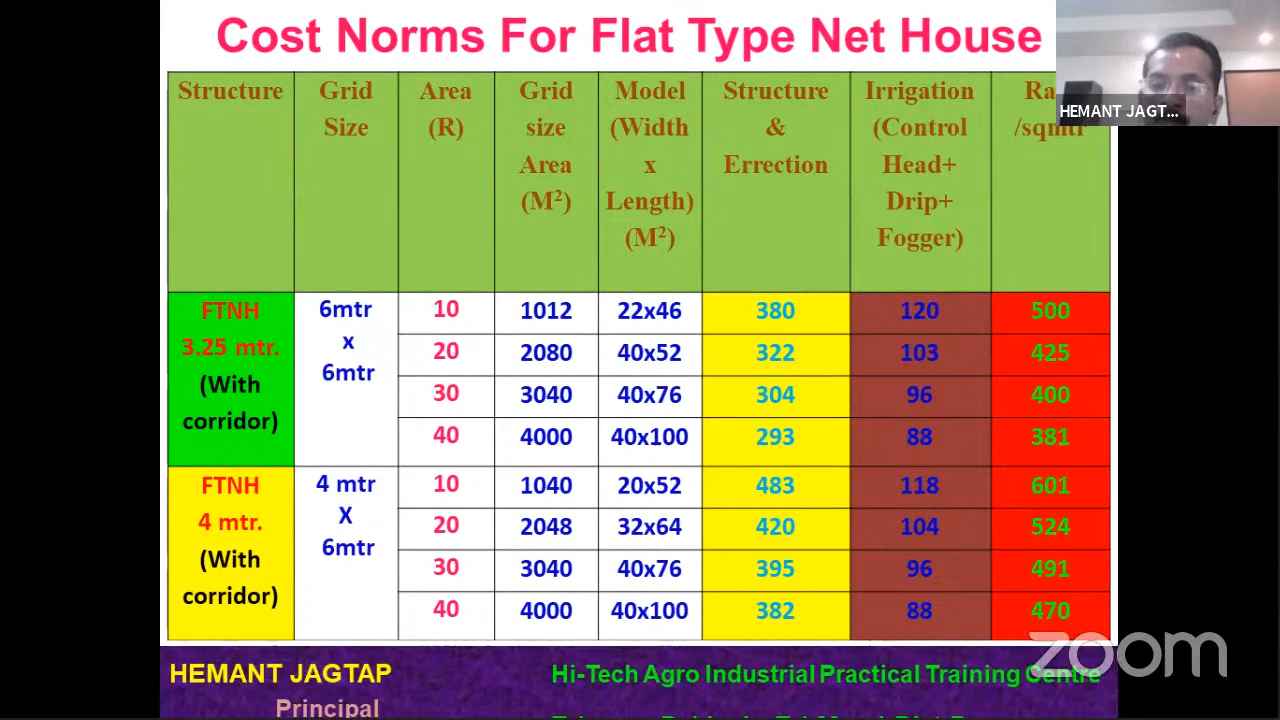 Cost Norms For Flat Type Net House
HEMANT JAGT...
Structure
Grid
Size
Area
(R)
Grid
size
Area
(M²)
Model
(Width
x
Length)
(M²)
Structure
&
Errection
Irrigation
(Control
Head+
Drip+
Fogger)
/sqmtr
FTNH
3.25 mtr.
(With
corridor)
6mtr
x
6mtr
10 1012 22x46 380 120 500
20 2080 40x52 322 103 425
30 3040 40x76 304 96 400
40 4000 40x100 293 88 381
FTNH
4 mtr.
(With
corridor)
4 mtr
X
6mtr
10 1040 20x52 483 118 601
20 2048 32x64 420 104 524
30 3040 40x76 395 96 491
40 4000 40x100 382 88 470
zoom
HEMANT JAGTAP
Principal
Hi-Tech Agro Industrial Practical Training Centre